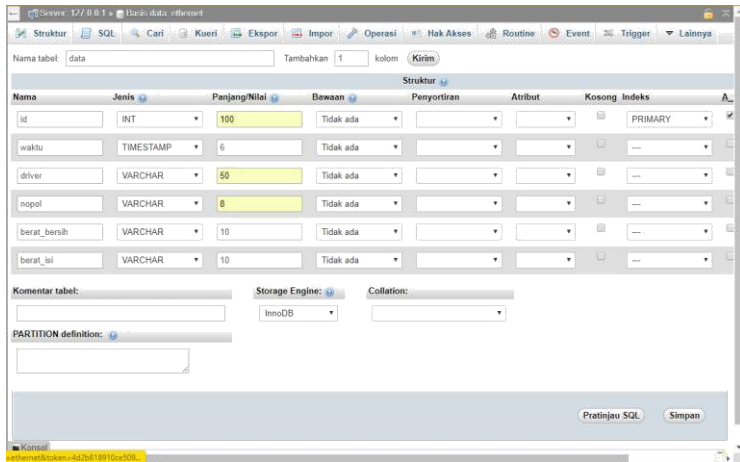 Server: 127.0.0.1 » Basis data: ethernet
Struktur SQL Cari Kueri Ekspor Impor Operasi Hak Akses Routine Event Trigger Lainnya
Nama tabel: data Tambahkan 1 kolom Kirim
Struktur
Nama Jenis Panjang/Nilai Bawaan Penyortiran Atribut Kosong Indeks A_
id INT 100 Tidak ada PRIMARY
waktu TIMESTAMP 6 Tidak ada ---
driver VARCHAR 50 Tidak ada ---
nopol VARCHAR 8 Tidak ada ---
berat_bersih VARCHAR 10 Tidak ada ---
berat_isi VARCHAR 10 Tidak ada ---
Komentar tabel: Storage Engine: Collation:
InnoDB
PARTITION definition:
Pratinjau SQL Simpan
Konsol